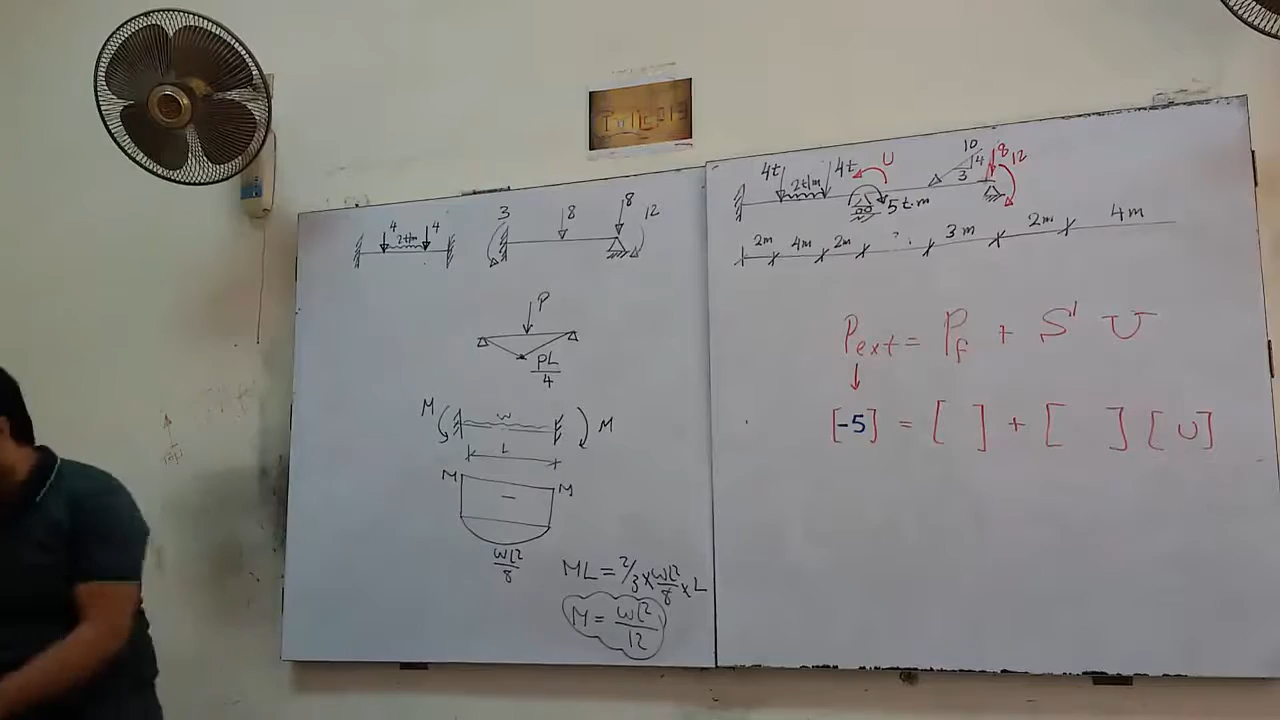 4 4
2t/m
3 8 8 12
P
PL/4
M w M
L
M M
-
wL²/8
ML = 2/3 x wL²/8 x L
M = wL²/12
4t 4t U 10 8 12
2t/m 4
3
5t.m
2m 4m 2m 3m 2m 4m
Pext = Pf + S U
[-5] = [ ] + [ ] [U]